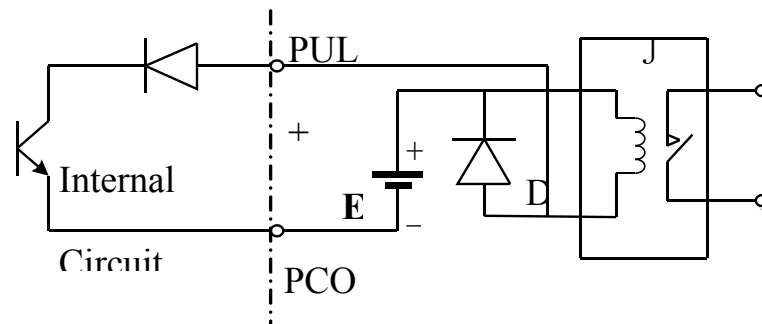 PUL
J
+
+
Internal
E
D
−
Circuit
PCO